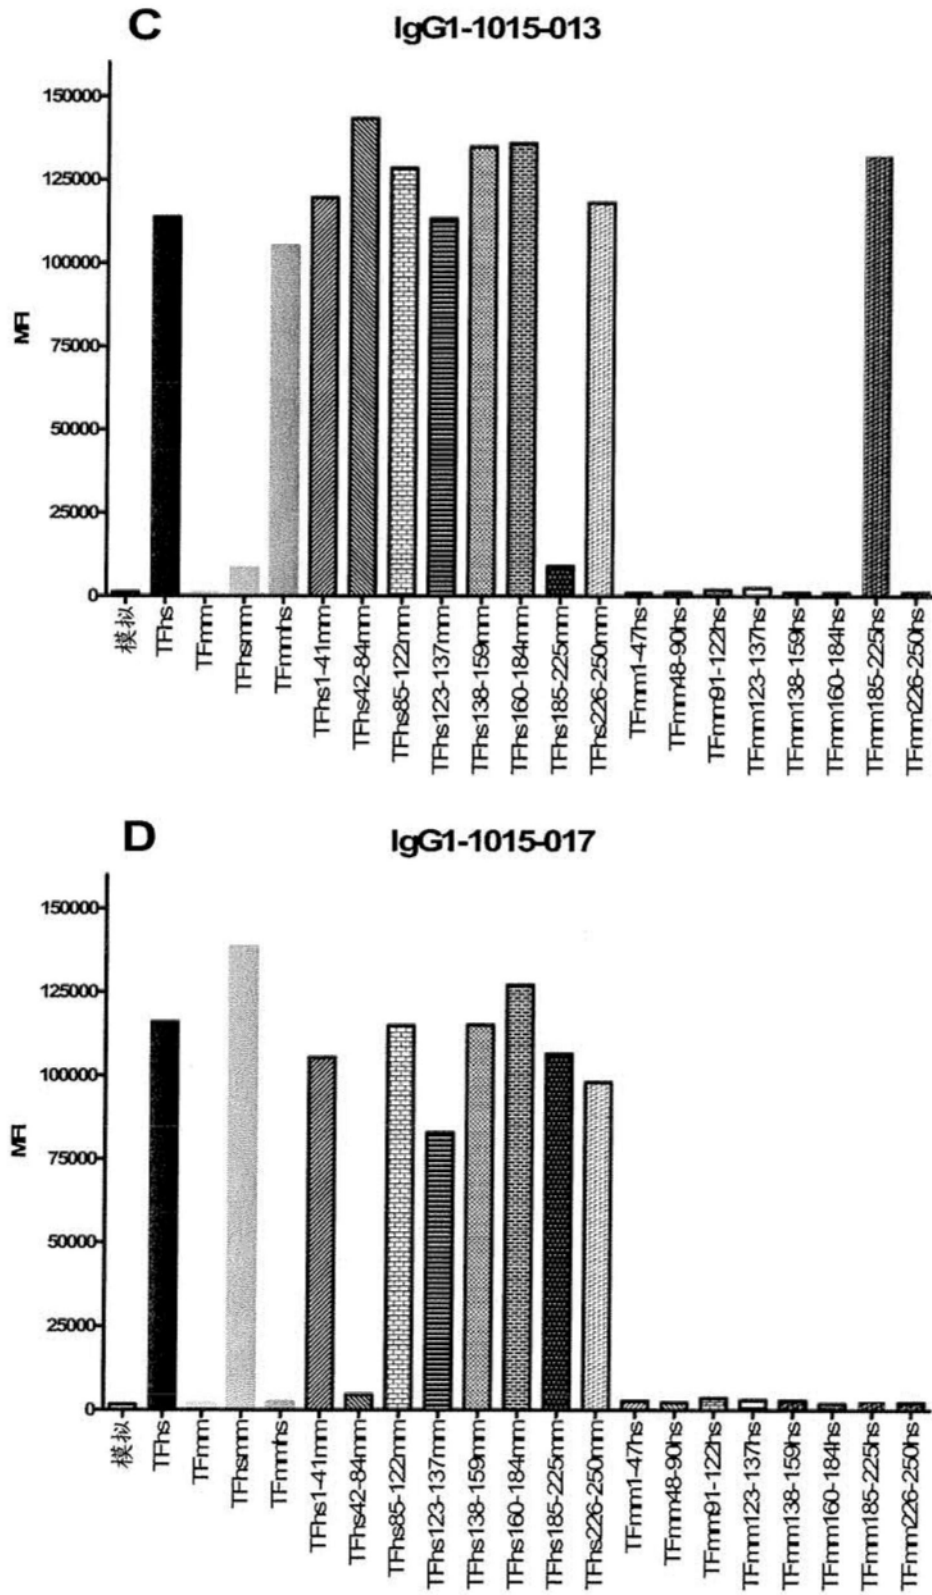 C
IgG1-1015-013
150000
125000
100000
75000
50000
25000
0
MFI
模拟
TFhs
TFmm
TFhsmm
TFmmhs
TFhs1-41mm
TFhs42-84mm
TFhs85-122mm
TFhs123-137mm
TFhs138-159mm
TFhs160-184mm
TFhs185-225mm
TFhs226-250mm
TFmm1-47hs
TFmm48-90hs
TFmm91-122hs
TFmm123-137hs
TFmm138-159hs
TFmm160-184hs
TFmm185-225hs
TFmm226-250hs
D
IgG1-1015-017
150000
125000
100000
75000
50000
25000
0
MFI
模拟
TFhs
TFmm
TFhsmm
TFmmhs
TFhs1-41mm
TFhs42-84mm
TFhs85-122mm
TFhs123-137mm
TFhs138-159mm
TFhs160-184mm
TFhs185-225mm
TFhs226-250mm
TFmm1-47hs
TFmm48-90hs
TFmm91-122hs
TFmm123-137hs
TFmm138-159hs
TFmm160-184hs
TFmm185-225hs
TFmm226-250hs